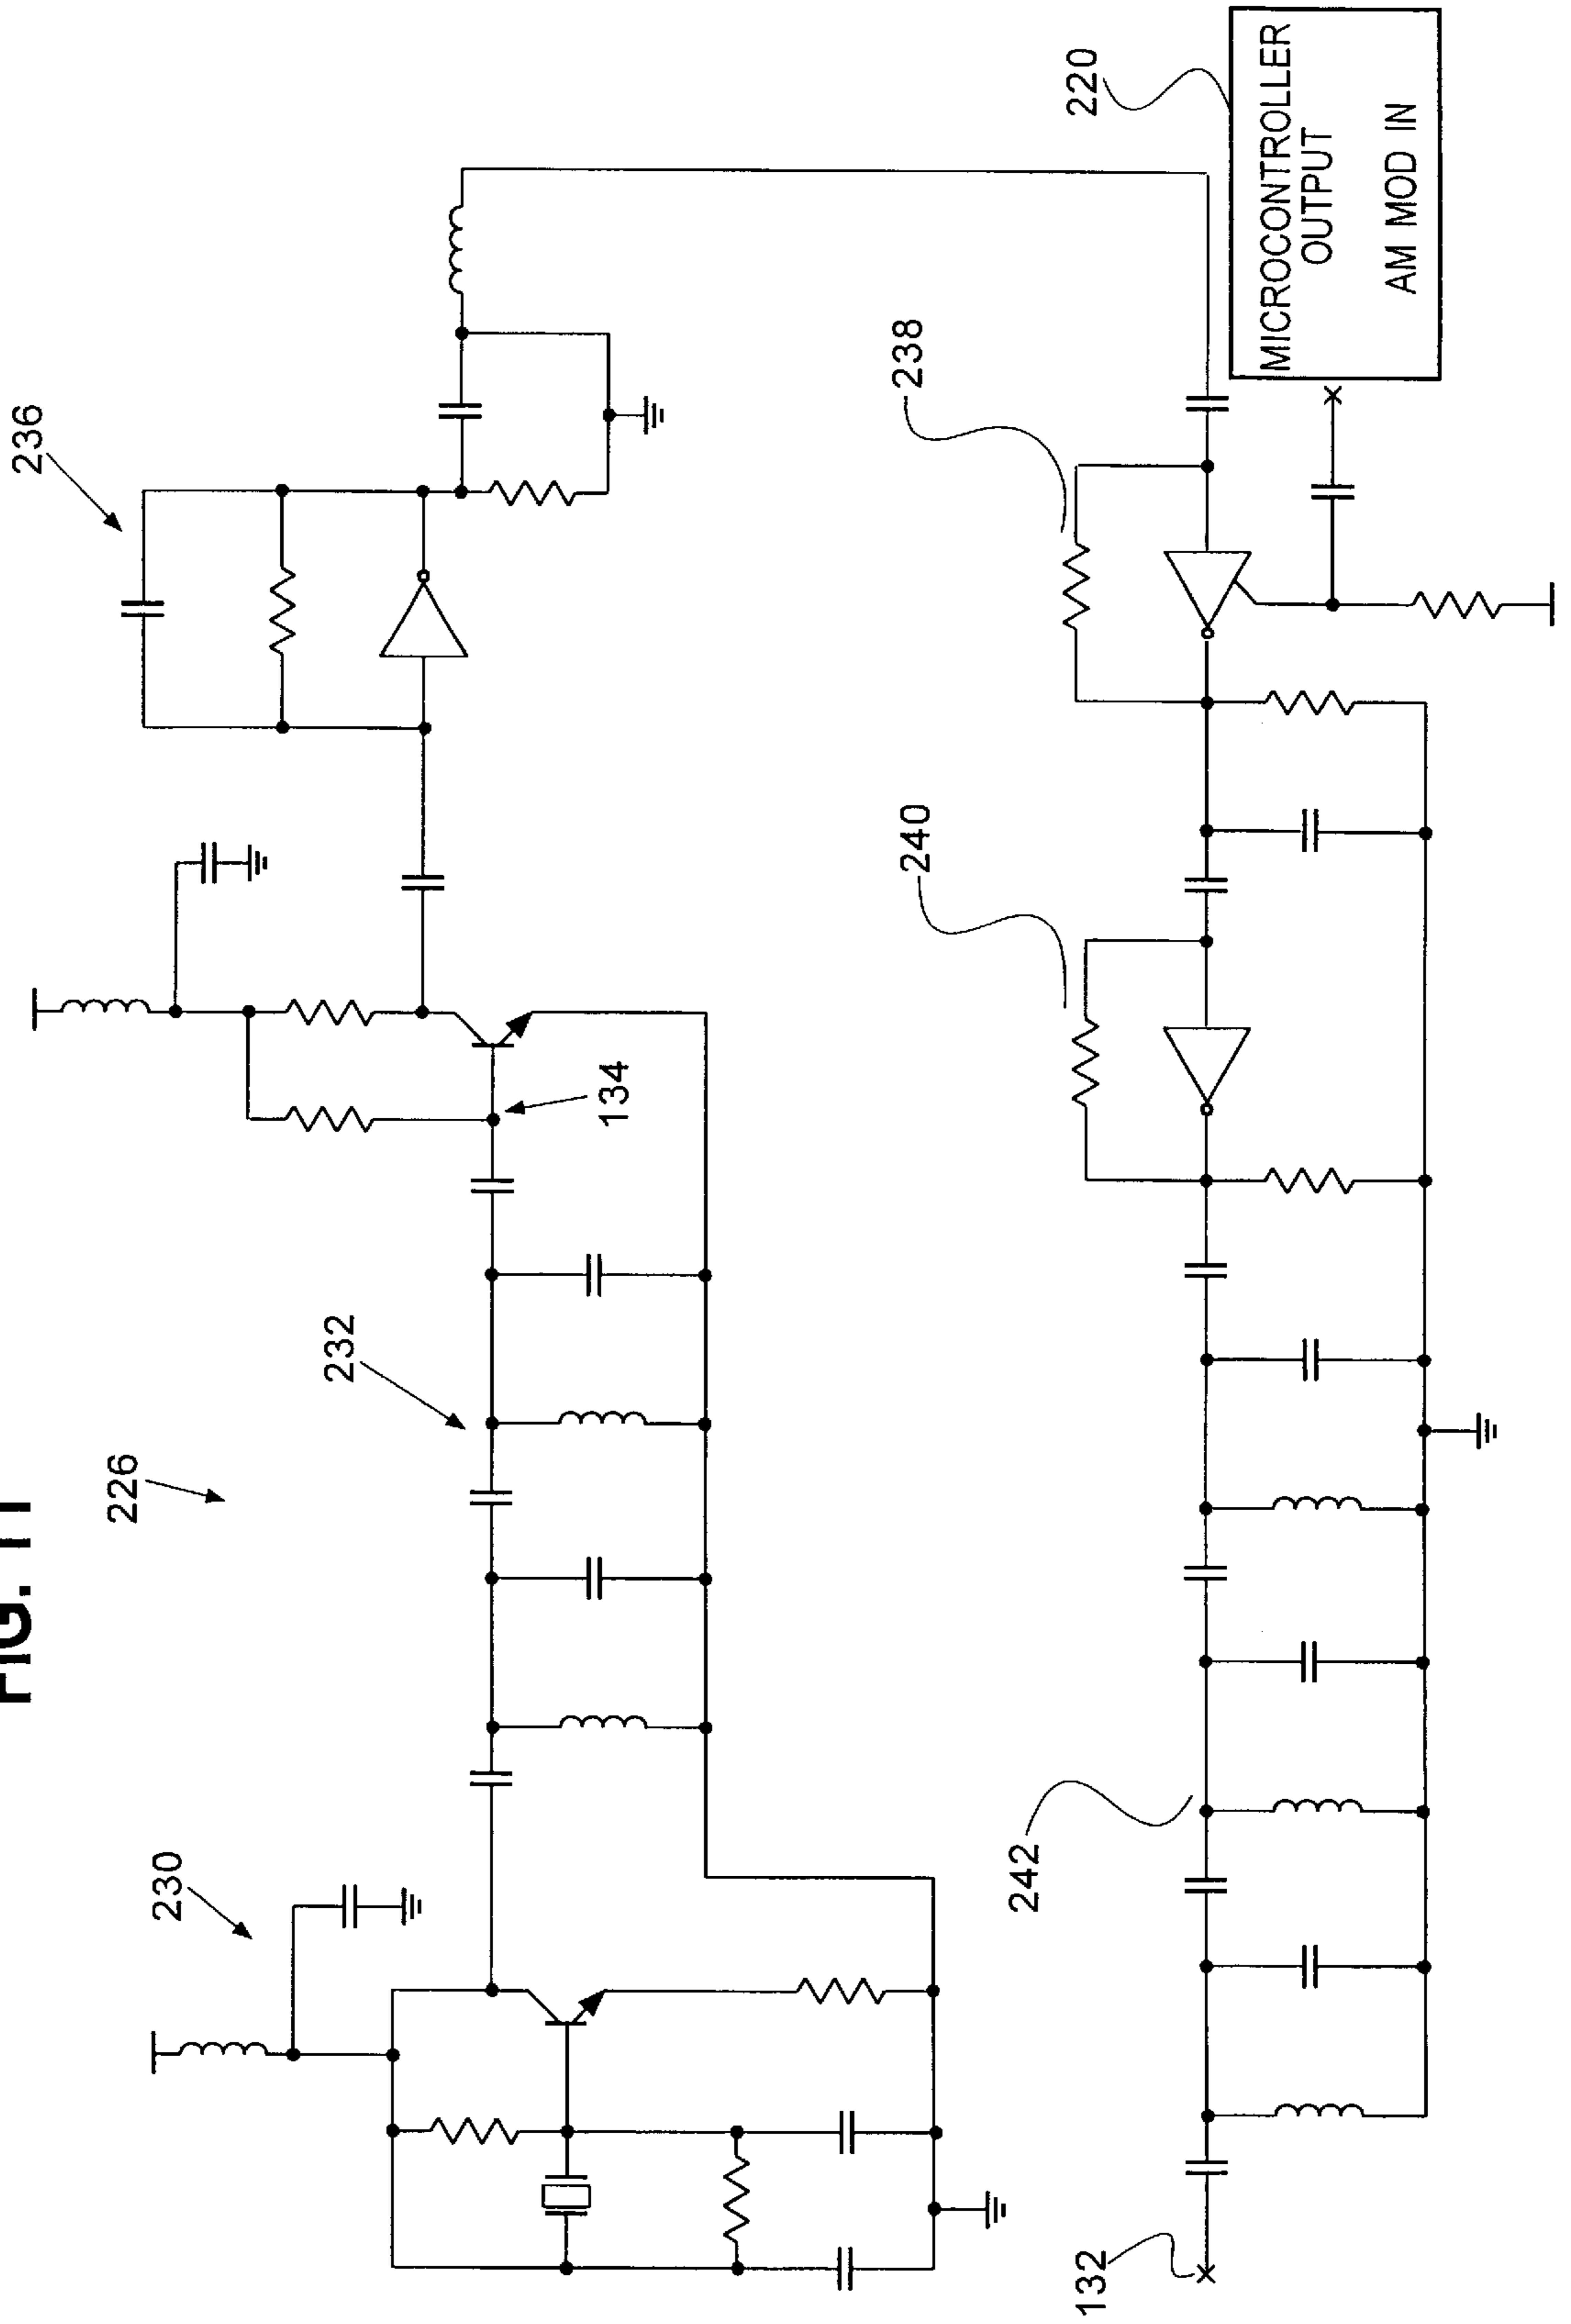 FIG. 11
236
226
230
232
134
238
240
242
220
132
MICROCONTROLLER
OUTPUT
AM MOD IN